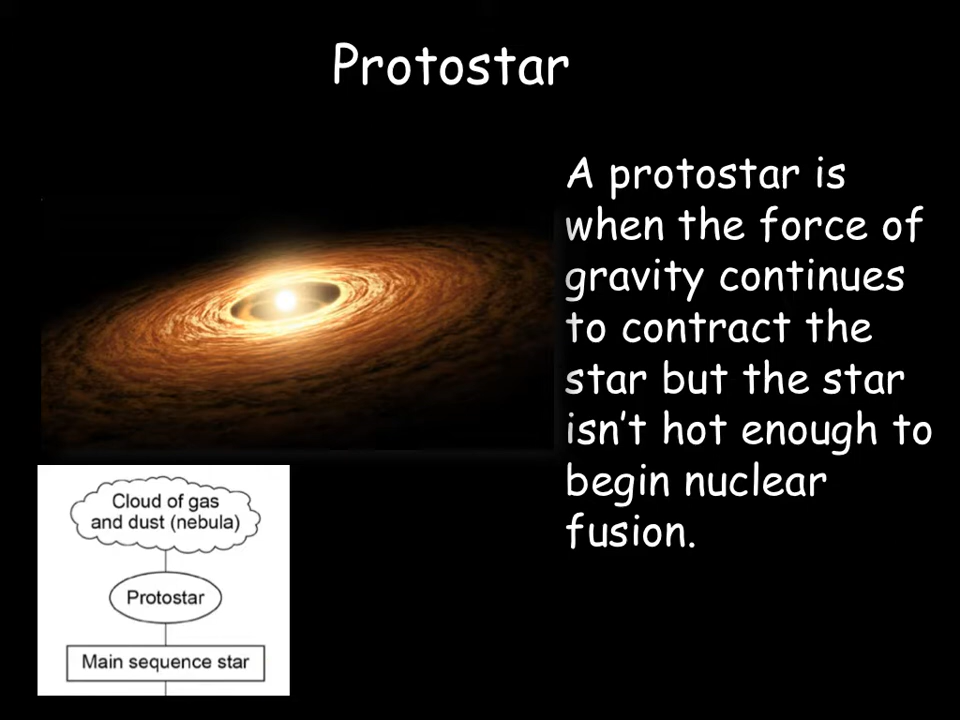 Protostar
A protostar is
when the force of
gravity continues
to contract the
star but the star
isn't hot enough to
begin nuclear
fusion.
Cloud of gas
and dust (nebula)
Protostar
Main sequence star